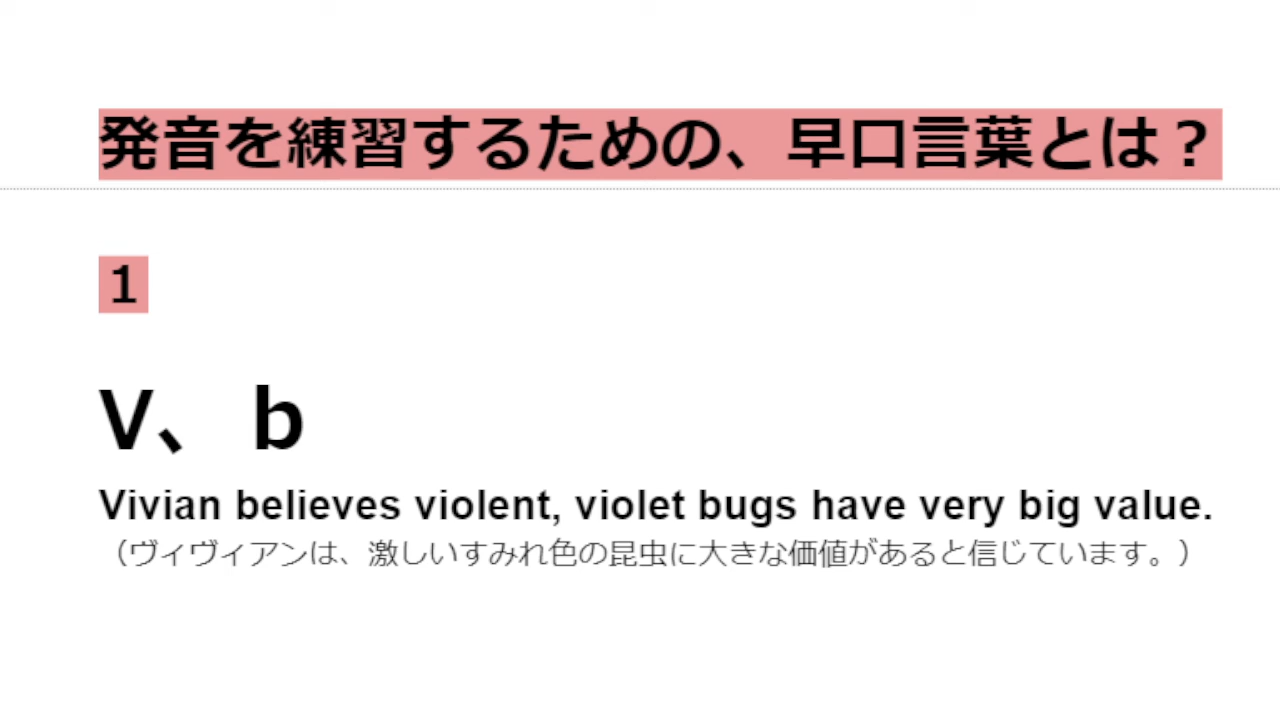 発音を練習するための、早口言葉とは？
1
V、 b
Vivian believes violent, violet bugs have very big value.
（ヴィヴィアンは、激しいすみれ色の昆虫に大きな価値があると信じています。）